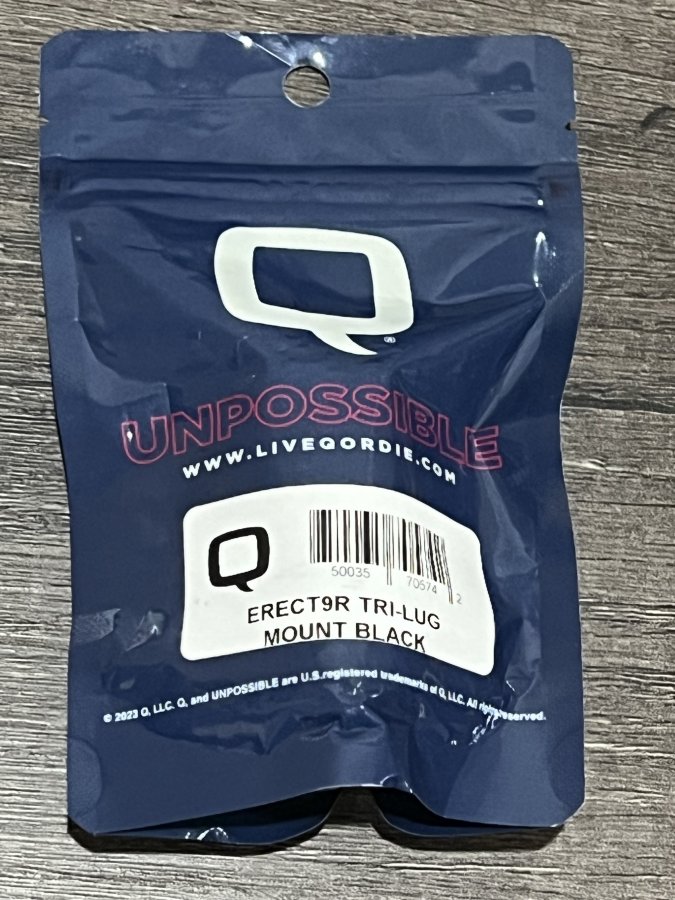 Q®
UNPOSSIBLE
WWW.LIVEQORDIE.COM
Q
50035 70574 2
ERECT9R TRI-LUG
MOUNT BLACK
© 2023 Q, LLC. Q, and UNPOSSIBLE are U.S.registered trademarks of Q, LLC. All rights reserved.